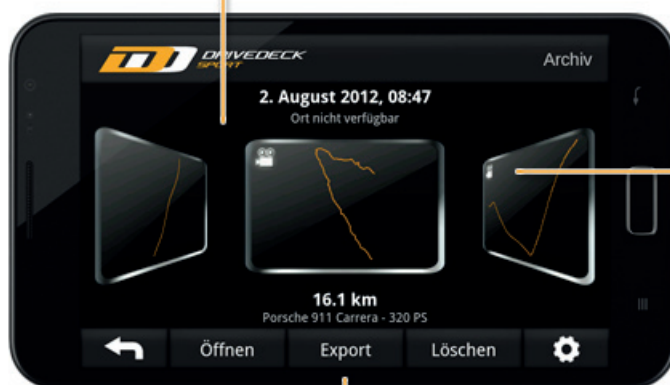 DRIVEDECK
SPORT
Archiv
2. August 2012, 08:47
Ort nicht verfügbar
16.1 km
Porsche 911 Carrera - 320 PS
Öffnen
Export
Löschen